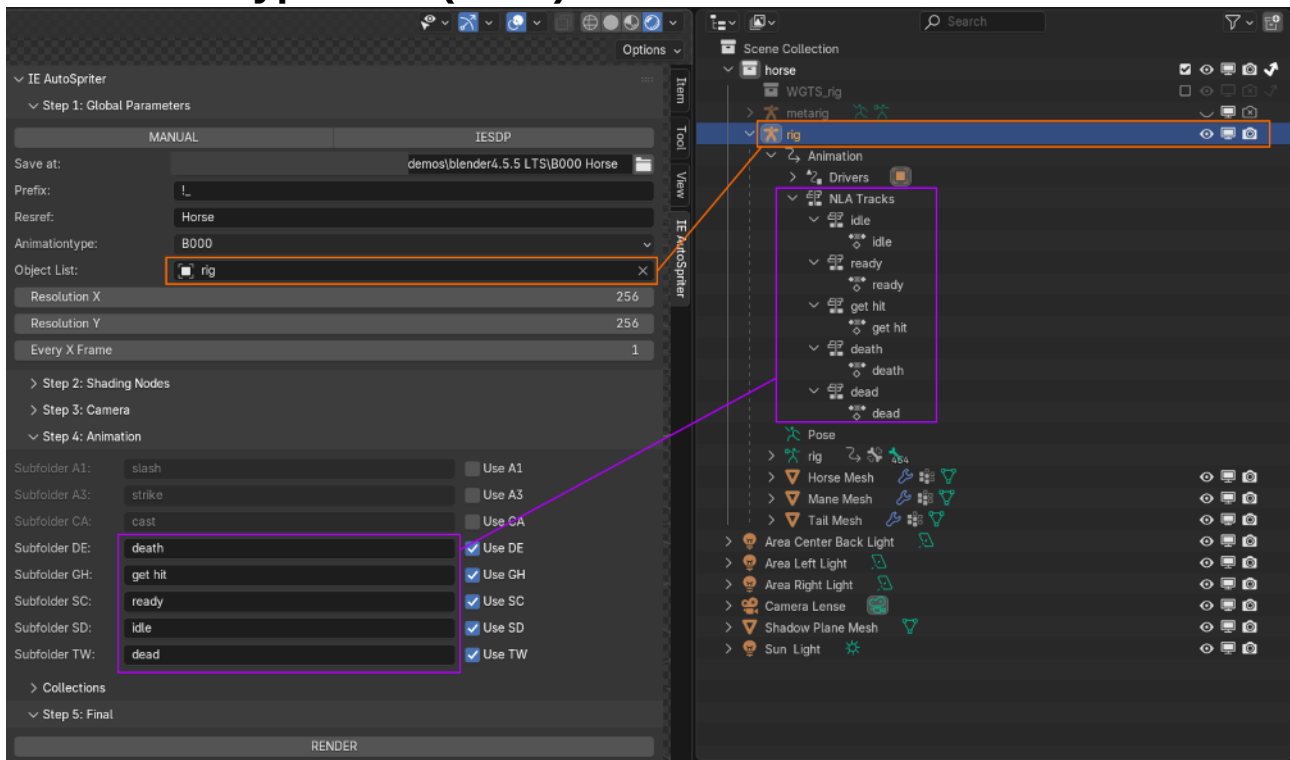 Options
IE AutoSpriter
Step 1: Global Parameters
MANUAL
IESDP
Save at:
demos\blender4.5.5 LTS\B000 Horse
Prefix:
!_
Resref:
Horse
Animationtype:
B000
Object List:
rig
Resolution X
256
Resolution Y
256
Every X Frame
1
Step 2: Shading Nodes
Step 3: Camera
Step 4: Animation
Subfolder A1:
slash
Use A1
Subfolder A3:
strike
Use A3
Subfolder CA:
cast
Use CA
Subfolder DE:
death
Use DE
Subfolder GH:
get hit
Use GH
Subfolder SC:
ready
Use SC
Subfolder SD:
idle
Use SD
Subfolder TW:
dead
Use TW
Collections
Step 5: Final
RENDER
Item
Tool
View
IE AutoSpriter
Search
Scene Collection
horse
WGTS_rig
metarig
rig
Animation
Drivers
NLA Tracks
idle
idle
ready
ready
get hit
get hit
death
death
dead
dead
Pose
rig
454
Horse Mesh
Mane Mesh
Tail Mesh
Area Center Back Light
Area Left Light
Area Right Light
Camera Lense
Shadow Plane Mesh
Sun Light